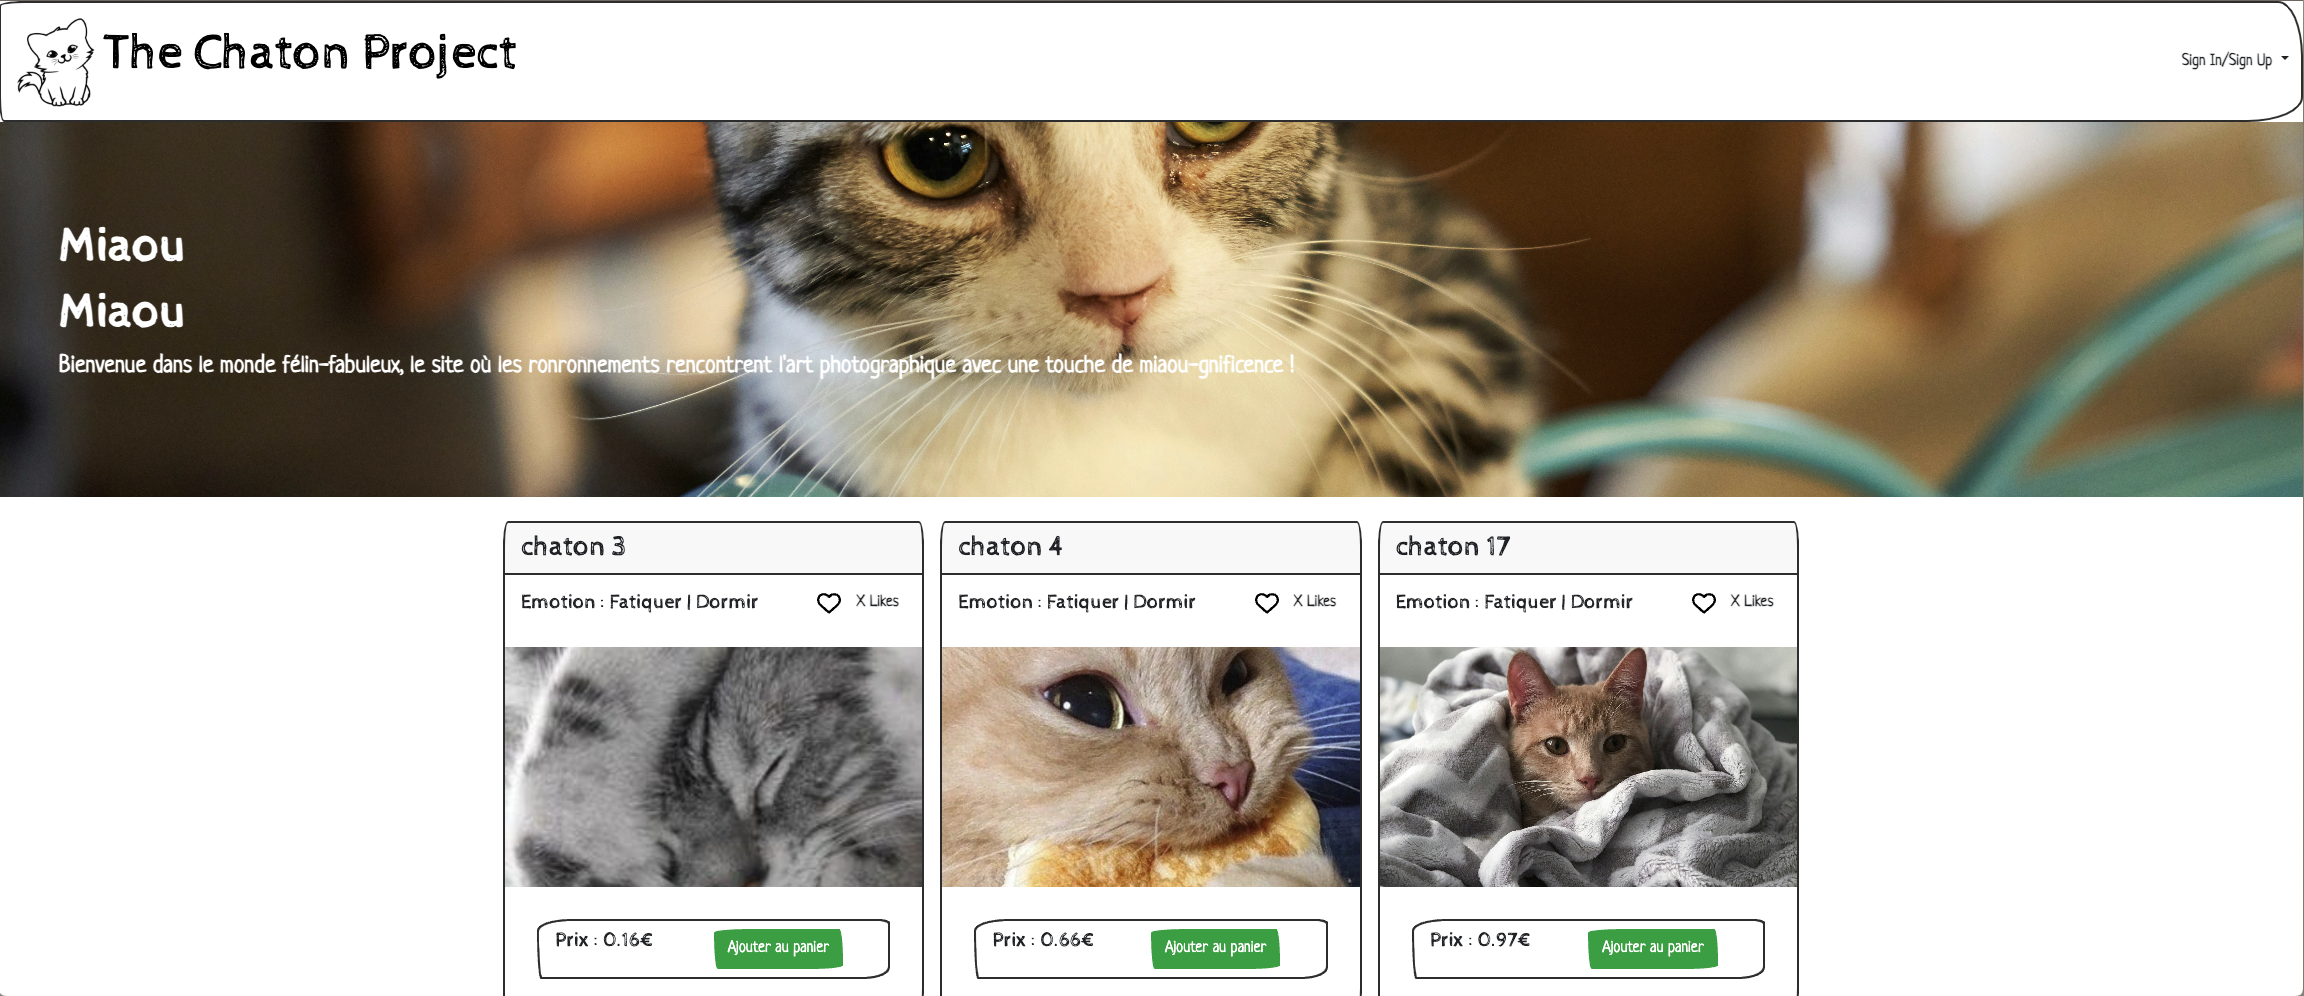 The Chaton Project
Sign In/Sign Up
Miaou
Miaou
Bienvenue dans le monde félin-fabuleux, le site où les ronronnements rencontrent l'art photographique avec une touche de miaou-gnificence !
chaton 3
Emotion : Fatiquer | Dormir
X Likes
Prix : 0.16€
Ajouter au panier
chaton 4
Emotion : Fatiquer | Dormir
X Likes
Prix : 0.66€
Ajouter au panier
chaton 17
Emotion : Fatiquer | Dormir
X Likes
Prix : 0.97€
Ajouter au panier